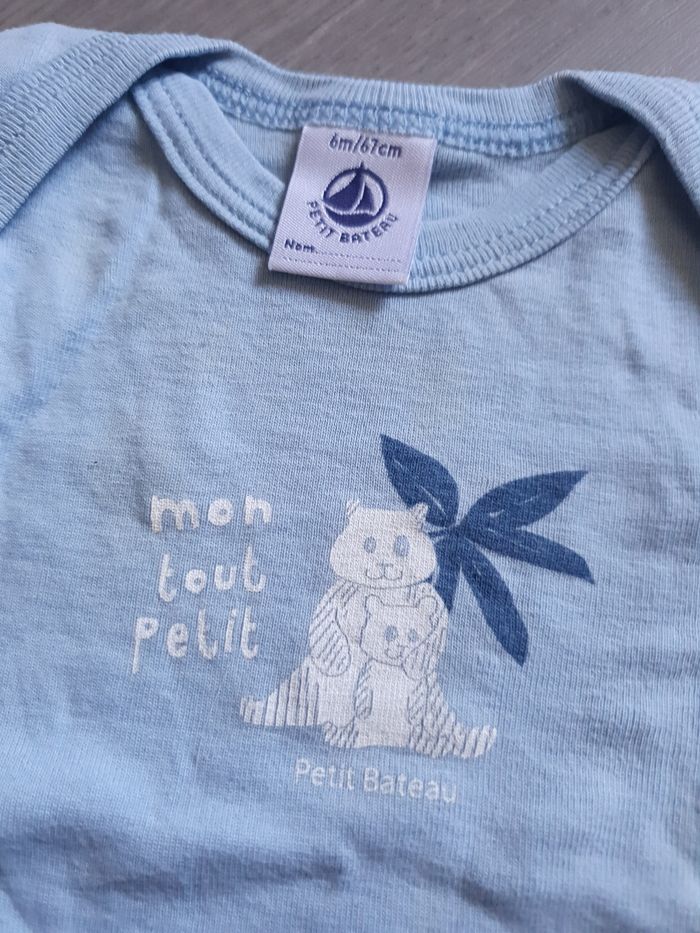 6m/67cm
PETIT BATEAU
Nom
mon
tout
petit
Petit Bateau